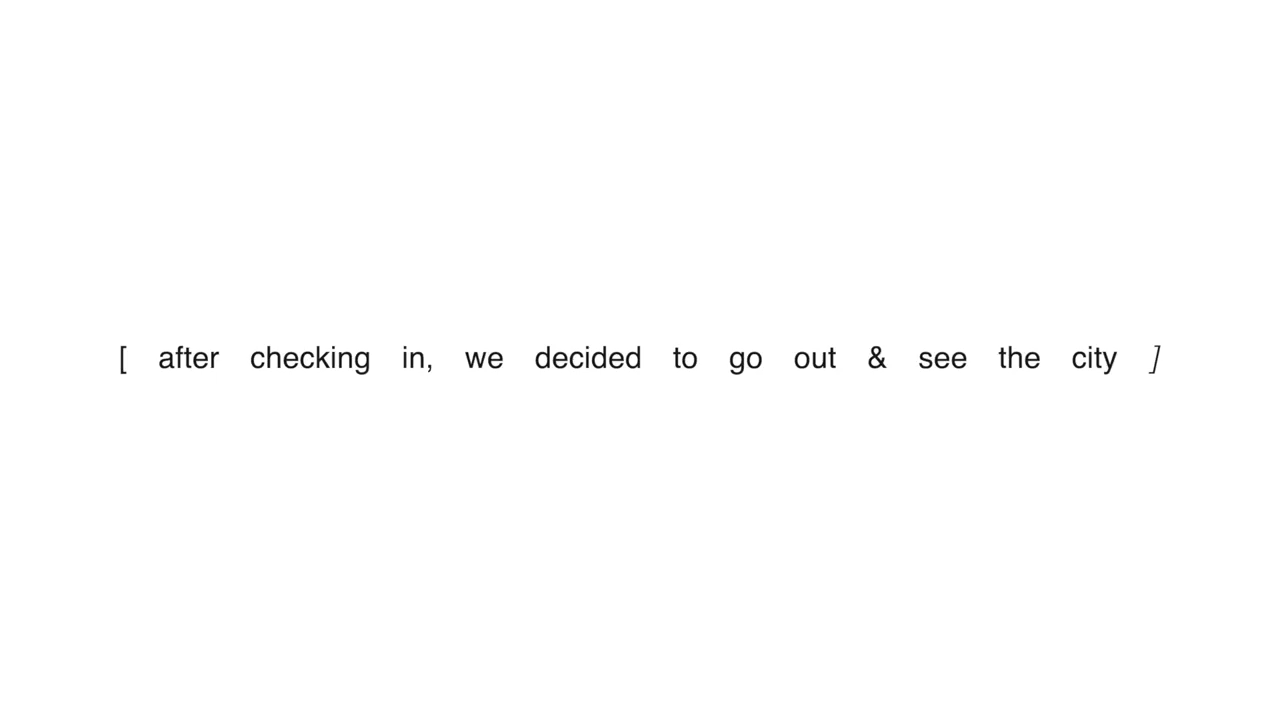 [ after checking in, we decided to go out & see the city ]